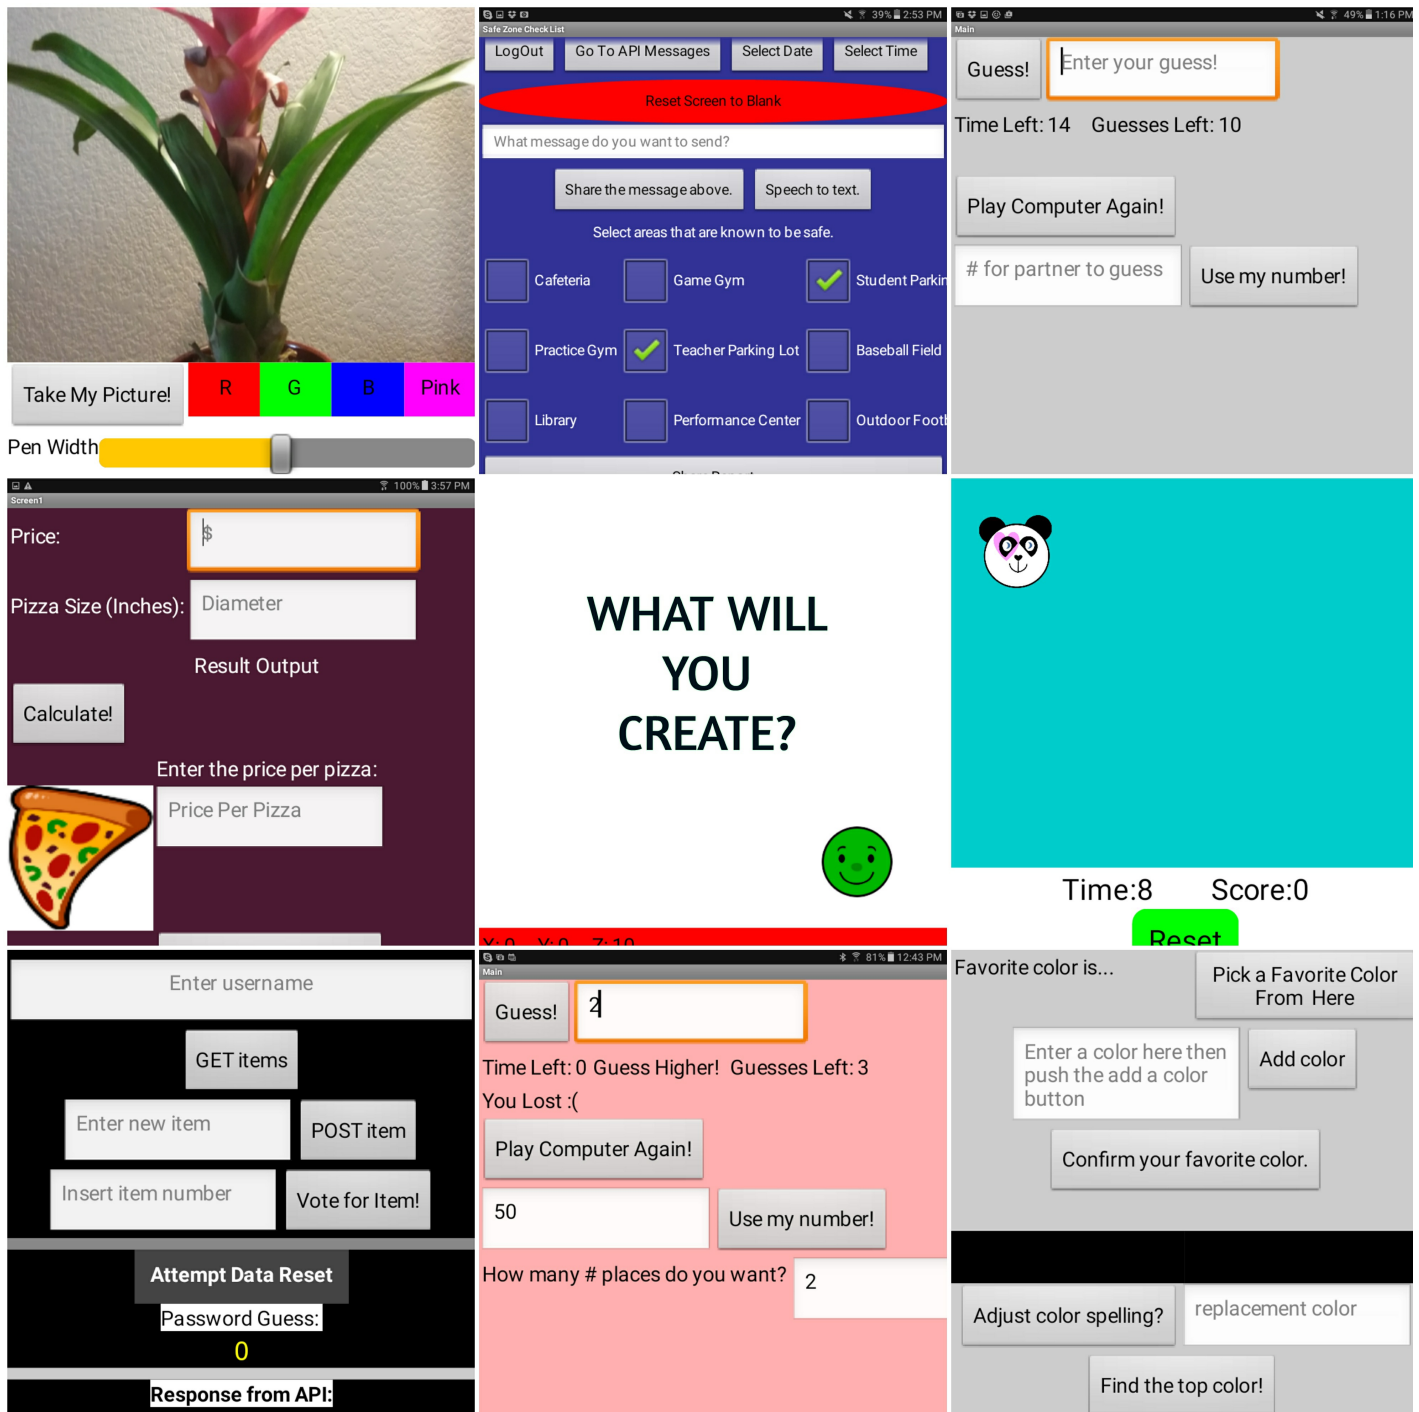 Take My Picture!
R
G
B
Pink
Pen Width
39% 2:53 PM
Safe Zone Check List
LogOut
Go To API Messages
Select Date
Select Time
Reset Screen to Blank
What message do you want to send?
Share the message above.
Speech to text.
Select areas that are known to be safe.
Cafeteria
Game Gym
Student Parkin
Practice Gym
Teacher Parking Lot
Baseball Field
Library
Performance Center
Outdoor Footb
49% 1:16 PM
Main
Guess!
Enter your guess!
Time Left: 14 Guesses Left: 10
Play Computer Again!
# for partner to guess
Use my number!
100% 3:57 PM
Screen1
Price:
$
Pizza Size (Inches):
Diameter
Result Output
Calculate!
Enter the price per pizza:
Price Per Pizza
WHAT WILL
YOU
CREATE?
X: 0 Y: 0 Z: 10
Time:8 Score:0
Reset
Enter username
GET items
Enter new item
POST item
Insert item number
Vote for Item!
Attempt Data Reset
Password Guess:
0
Response from API:
81% 12:43 PM
Main
Guess!
2
Time Left: 0 Guess Higher! Guesses Left: 3
You Lost :(
Play Computer Again!
50
Use my number!
How many # places do you want?
2
Favorite color is...
Pick a Favorite Color
From Here
Enter a color here then
push the add a color
button
Add color
Confirm your favorite color.
Adjust color spelling?
replacement color
Find the top color!